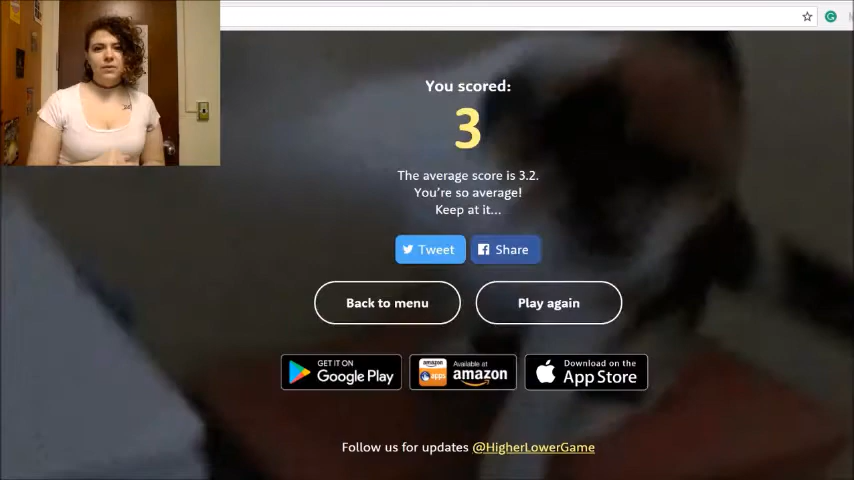 You scored:
3
The average score is 3.2.
You're so average!
Keep at it...
Tweet
Share
Back to menu
Play again
GET IT ON
Google Play
amazon
apps
Available at
amazon
Download on the
App Store
Follow us for updates @HigherLowerGame